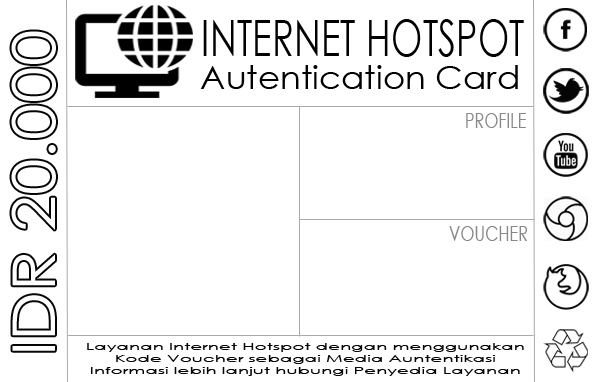 IDR 20.000
INTERNET HOTSPOT
Autentication Card
PROFILE
VOUCHER
Layanan Internet Hotspot dengan menggunakan
Kode Voucher sebagai Media Auntentikasi
Informasi lebih lanjut hubungi Penyedia Layanan
f
You
Tube